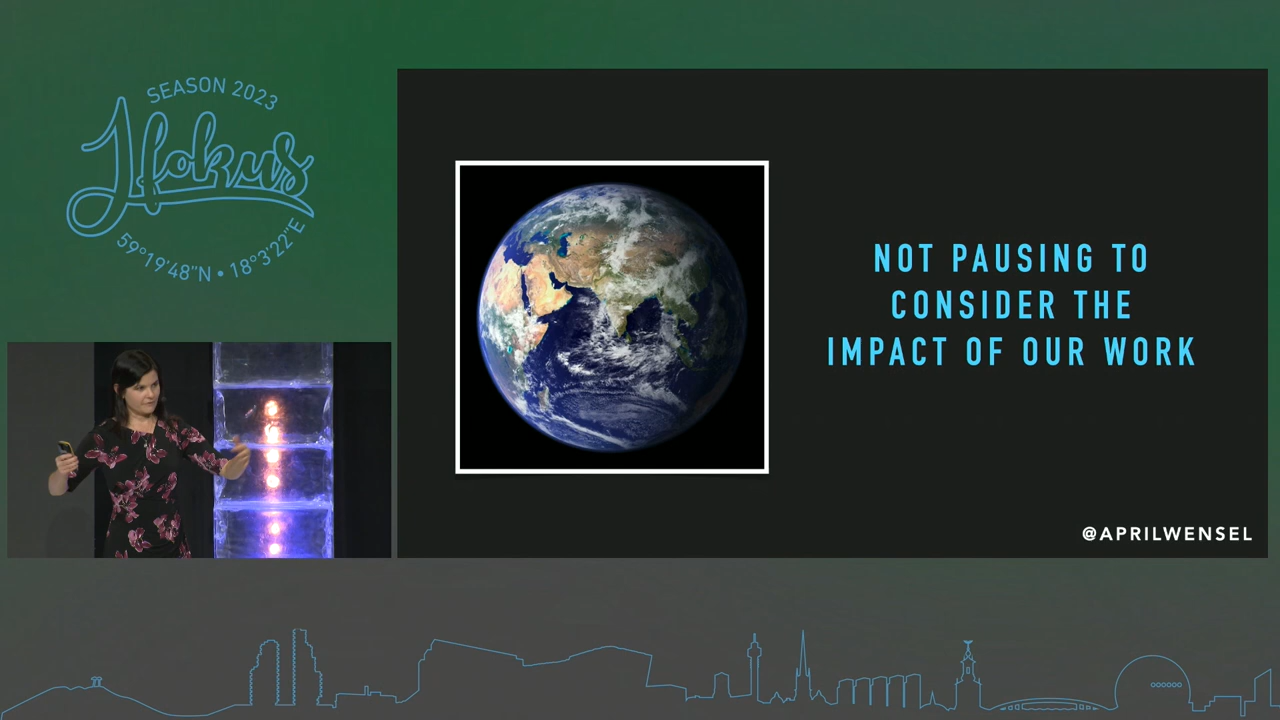 SEASON 2023
Hokus
59°19'48"N • 18°3'22"E
NOT PAUSING TO
CONSIDER THE
IMPACT OF OUR WORK
@APRILWENSEL